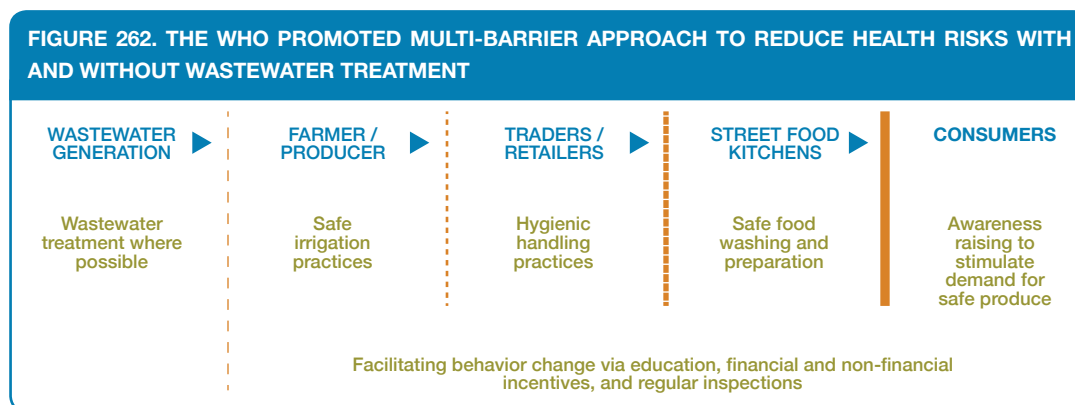 FIGURE 262. THE WHO PROMOTED MULTI-BARRIER APPROACH TO REDUCE HEALTH RISKS WITH
AND WITHOUT WASTEWATER TREATMENT
WASTEWATER
GENERATION
FARMER /
PRODUCER
TRADERS /
RETAILERS
STREET FOOD
KITCHENS
CONSUMERS
Wastewater
treatment where
possible
Safe
irrigation
practices
Hygienic
handling
practices
Safe food
washing and
preparation
Awareness
raising to
stimulate
demand for
safe produce
Facilitating behavior change via education, financial and non-financial
incentives, and regular inspections